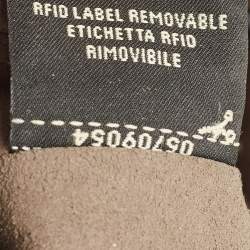 RFID LABEL REMOVABLE
ETICHETTA RFID
RIMOVIBILE
05709054